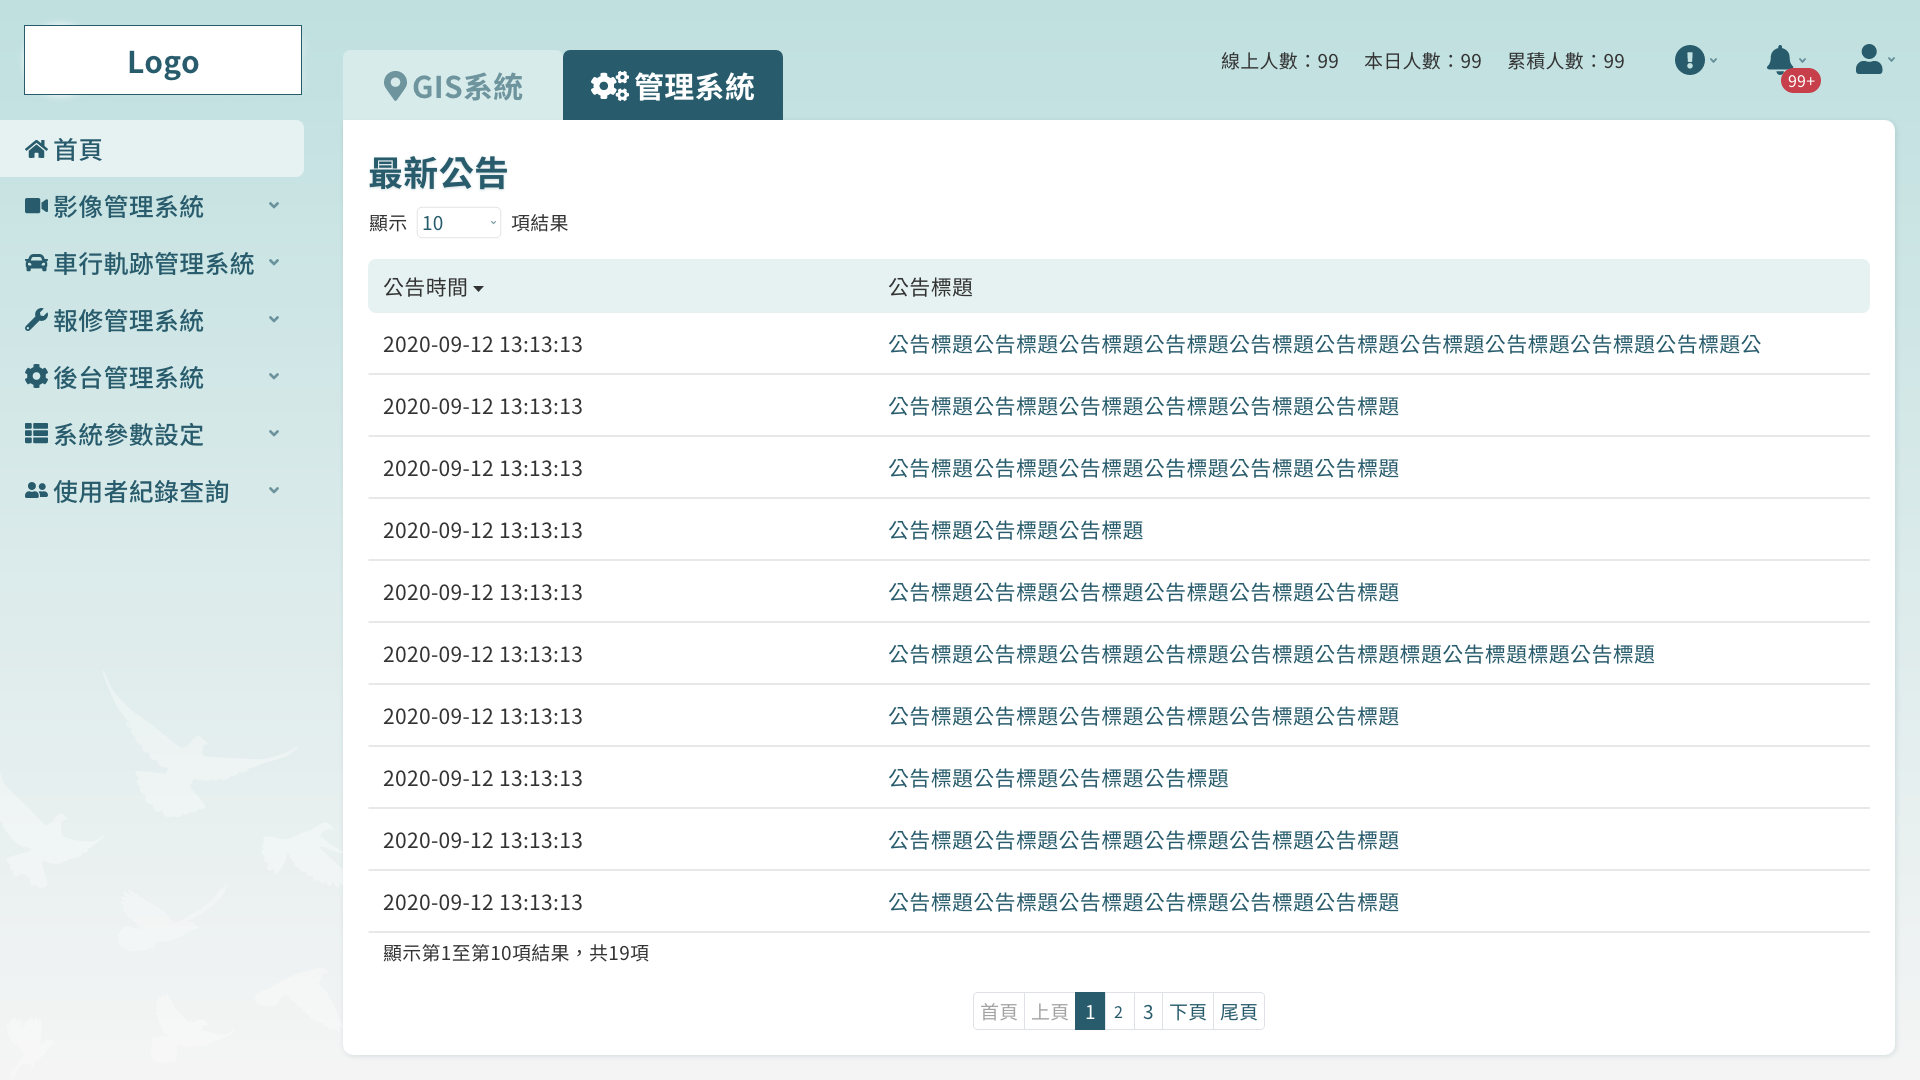 Logo
GIS系統
管理系統
線上人數：99
本日人數：99
累積人數：99
99+
首頁
影像管理系統
車行軌跡管理系統
報修管理系統
後台管理系統
系統參數設定
使用者紀錄查詢
最新公告
顯示 10 項結果
公告時間 公告標題
2020-09-12 13:13:13 公告標題公告標題公告標題公告標題公告標題公告標題公告標題公告標題公告標題公告標題公
2020-09-12 13:13:13 公告標題公告標題公告標題公告標題公告標題公告標題
2020-09-12 13:13:13 公告標題公告標題公告標題公告標題公告標題公告標題
2020-09-12 13:13:13 公告標題公告標題公告標題
2020-09-12 13:13:13 公告標題公告標題公告標題公告標題公告標題公告標題
2020-09-12 13:13:13 公告標題公告標題公告標題公告標題公告標題公告標題標題公告標題標題公告標題
2020-09-12 13:13:13 公告標題公告標題公告標題公告標題公告標題公告標題
2020-09-12 13:13:13 公告標題公告標題公告標題公告標題
2020-09-12 13:13:13 公告標題公告標題公告標題公告標題公告標題公告標題
2020-09-12 13:13:13 公告標題公告標題公告標題公告標題公告標題公告標題
顯示第1至第10項結果，共19項
首頁 上頁 1 2 3 下頁 尾頁